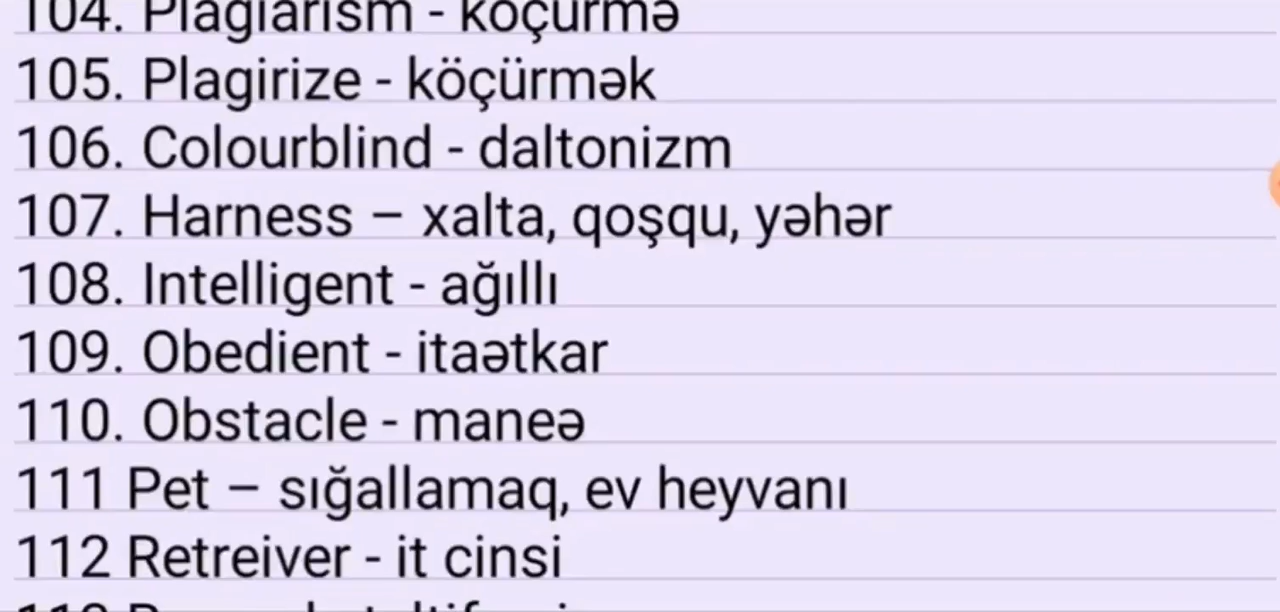 104. Plagiarism - köçürmə
105. Plagirize - köçürmək
106. Colourblind - daltonizm
107. Harness – xalta, qoşqu, yəhər
108. Intelligent - ağıllı
109. Obedient - itaətkar
110. Obstacle - maneə
111 Pet – sığallamaq, ev heyvanı
112 Retreiver - it cinsi